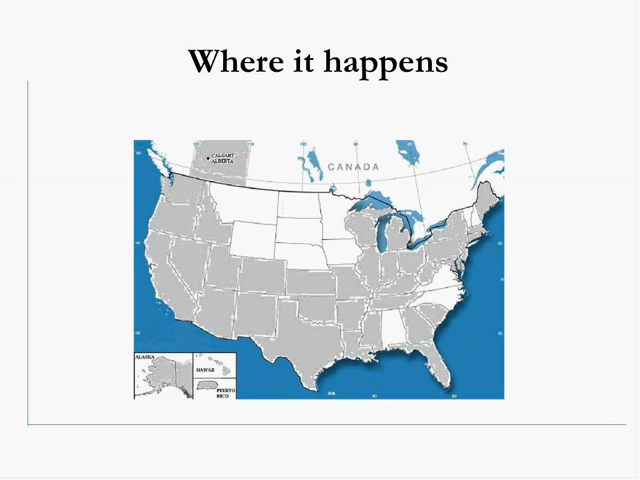 Where it happens
CALGARY
ALBERTA
CANADA
ALASKA
HAWAII
PUERTO
RICO